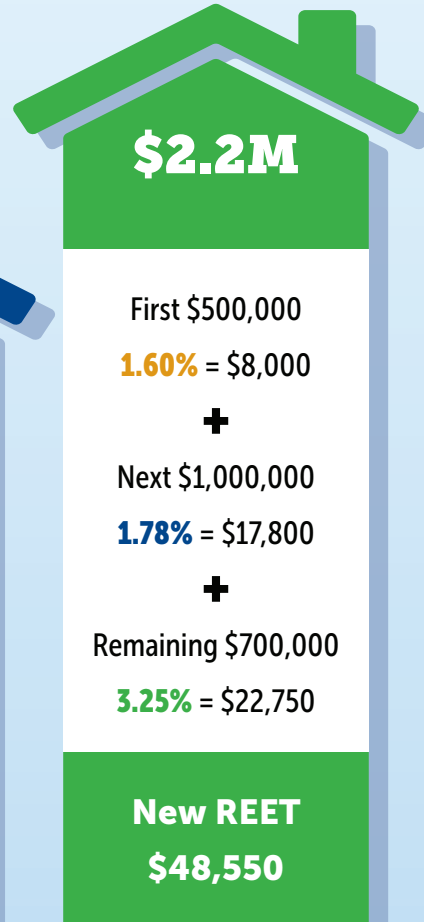 $2.2M
First $500,000
1.60% = $8,000
+
Next $1,000,000
1.78% = $17,800
+
Remaining $700,000
3.25% = $22,750
New REET
$48,550